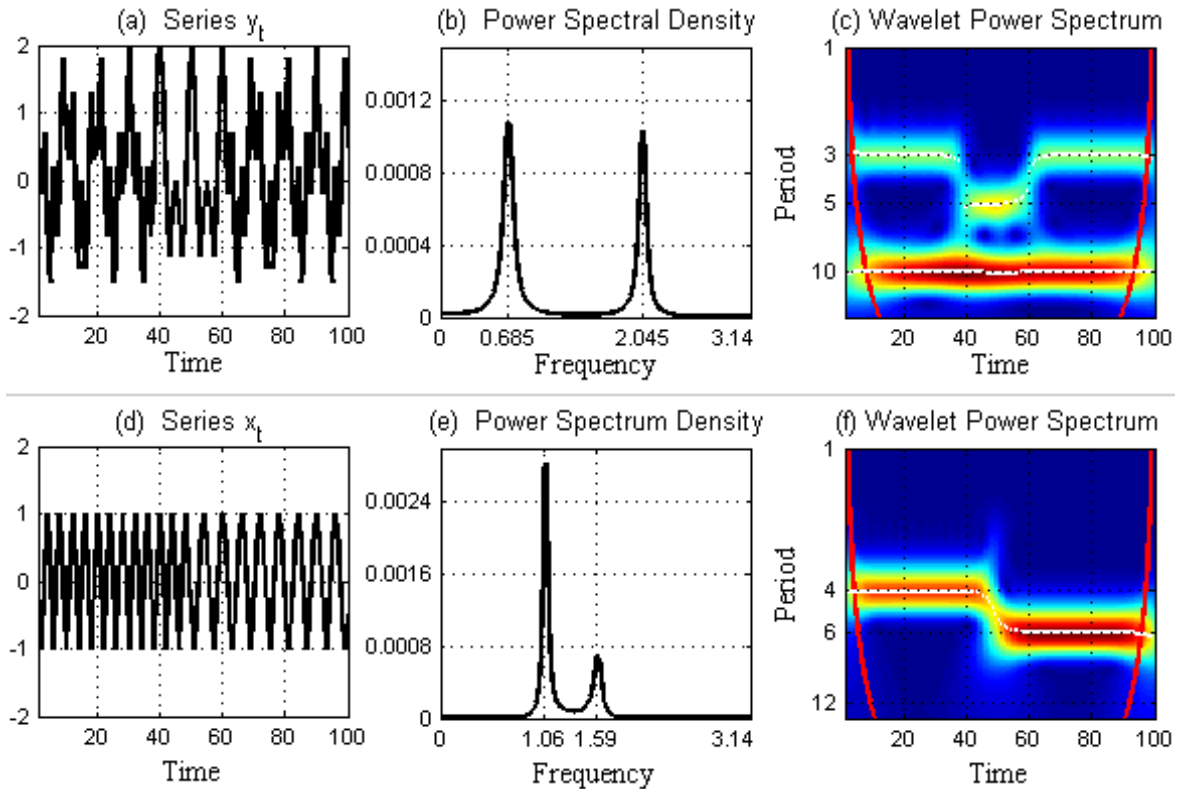 (a) Series y_t
(b) Power Spectral Density
(c) Wavelet Power Spectrum
2
1
0
-1
-2
20 40 60 80 100
Time
0.0012
0.0008
0.0004
0
0 0.685 2.045 3.14
Frequency
Period
1
3
5
10
20 40 60 80 100
Time
(d) Series x_t
(e) Power Spectrum Density
(f) Wavelet Power Spectrum
2
1
0
-1
-2
20 40 60 80 100
Time
0.0024
0.0016
0.0008
0
0 1.06 1.59 3.14
Frequency
Period
1
4
6
12
20 40 60 80 100
Time